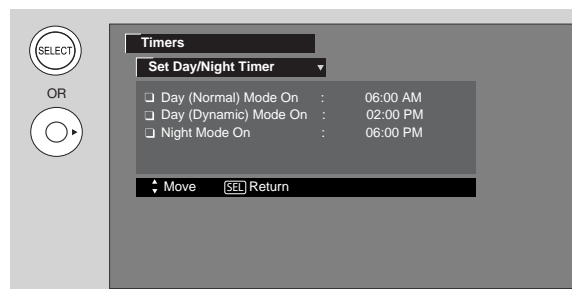 SELECT
OR
Timers
Set Day/Night Timer
Day (Normal) Mode On : 06:00 AM
Day (Dynamic) Mode On : 02:00 PM
Night Mode On : 06:00 PM
Move SEL Return